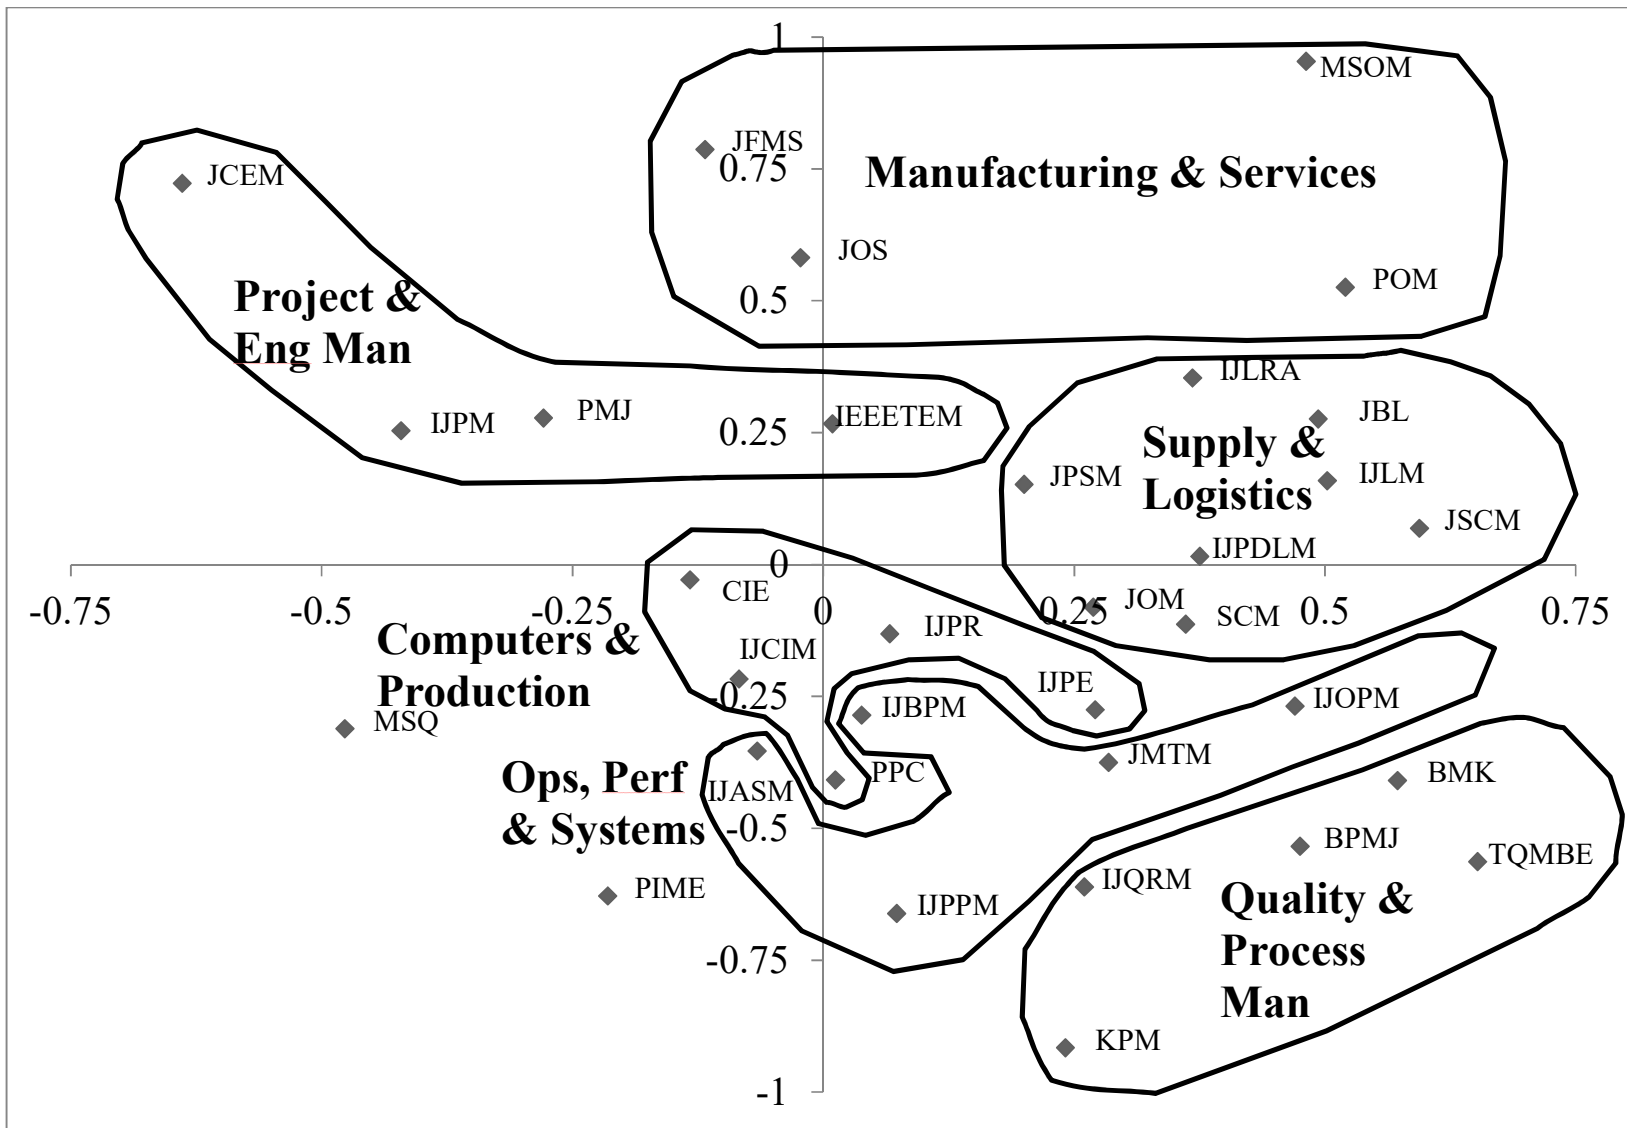 1
MSOM
JFMS
0.75
Manufacturing & Services
JCEM
JOS
POM
0.5
Project &
Eng Man
IJLRA
IJPM
PMJ
IEEETEM
0.25
JBL
Supply &
Logistics
JPSM
IJLM
JSCM
IJPDLM
0
-0.75
-0.5
-0.25
0
0.25
0.5
0.75
CIE
JOM
SCM
IJPR
Computers &
Production
IJCIM
IJPE
-0.25
IJBPM
IJOPM
MSQ
JMTM
PPC
BMK
Ops, Perf
& Systems
IJASM
-0.5
BPMJ
TQMBE
IJQRM
PIME
IJPPM
Quality &
Process
Man
-0.75
KPM
-1